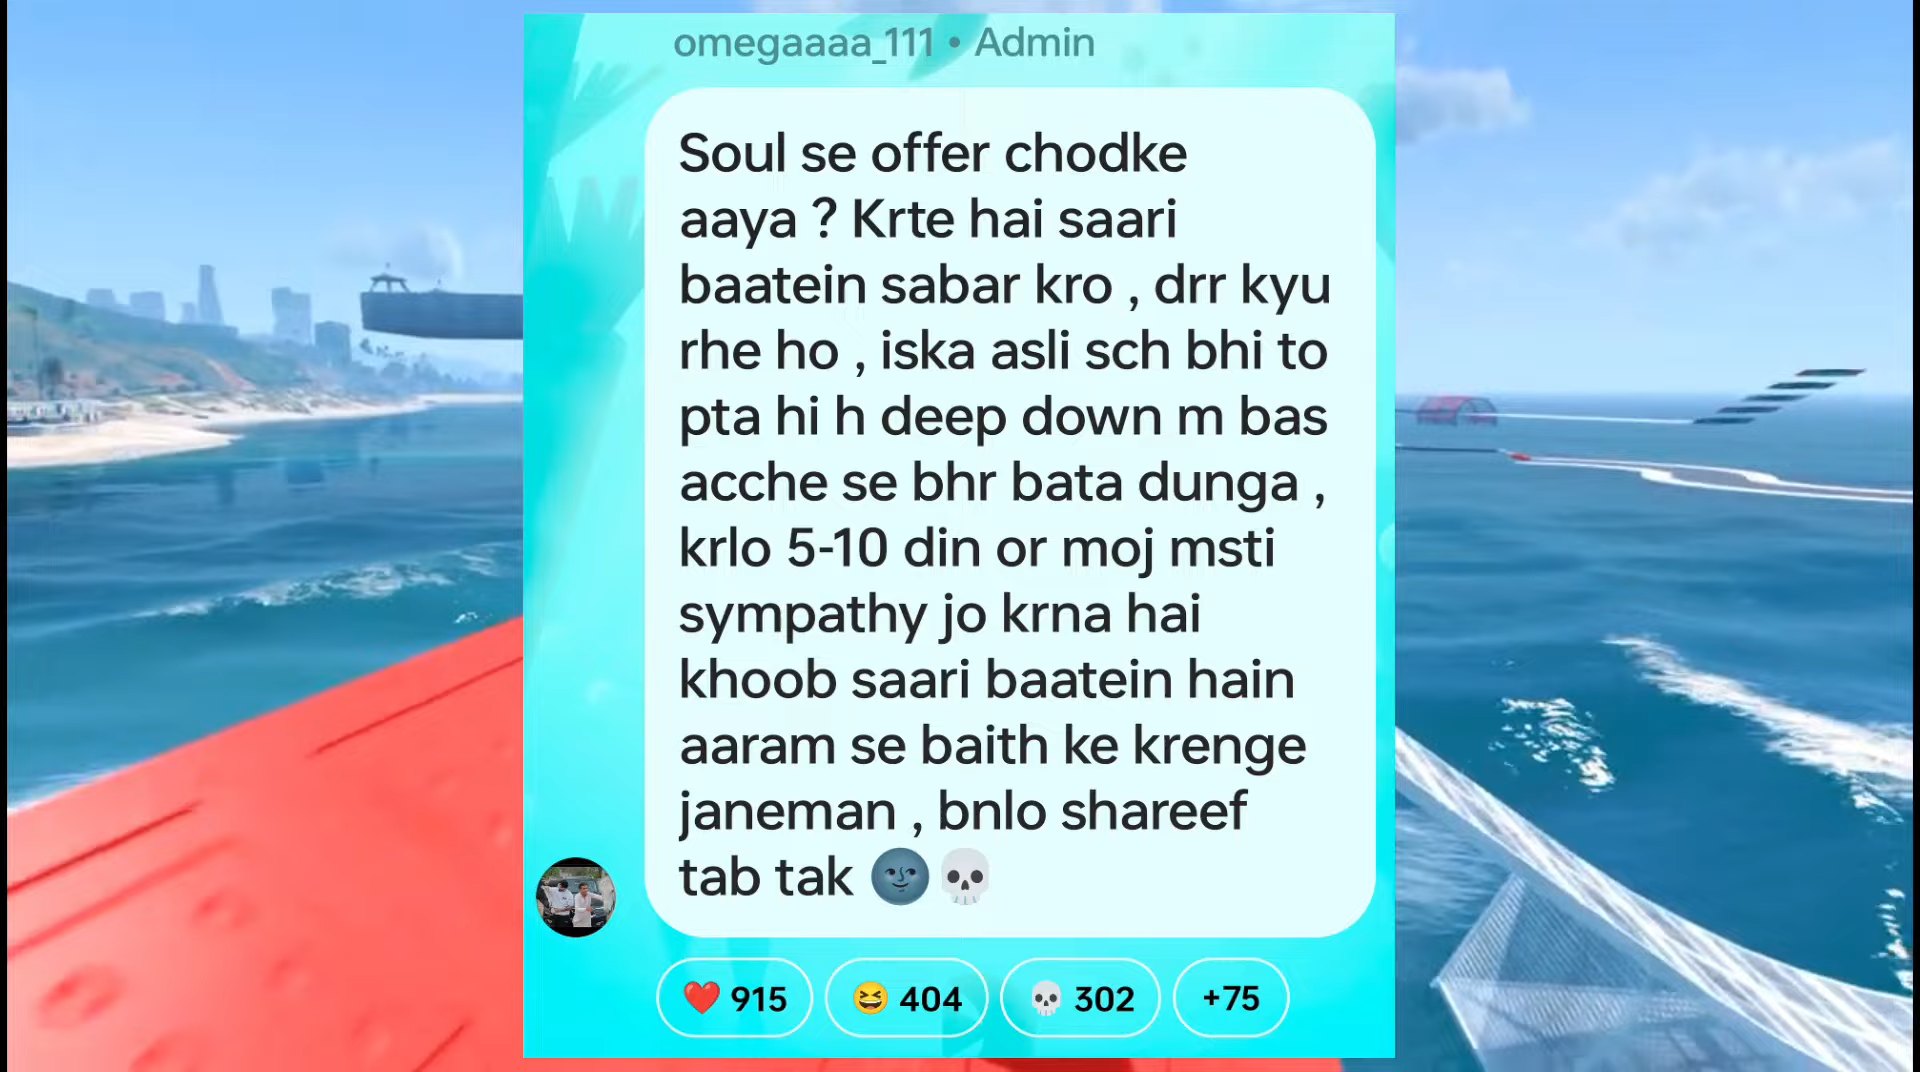 omegaaaa_111 • Admin
Soul se offer chodke
aaya ? Krte hai saari
baatein sabar kro , drr kyu
rhe ho , iska asli sch bhi to
pta hi h deep down m bas
acche se bhr bata dunga ,
krlo 5-10 din or moj msti
sympathy jo krna hai
khoob saari baatein hain
aaram se baith ke krenge
janeman , bnlo shareef
tab tak 🌚💀
❤️ 915 😆 404 💀 302 +75